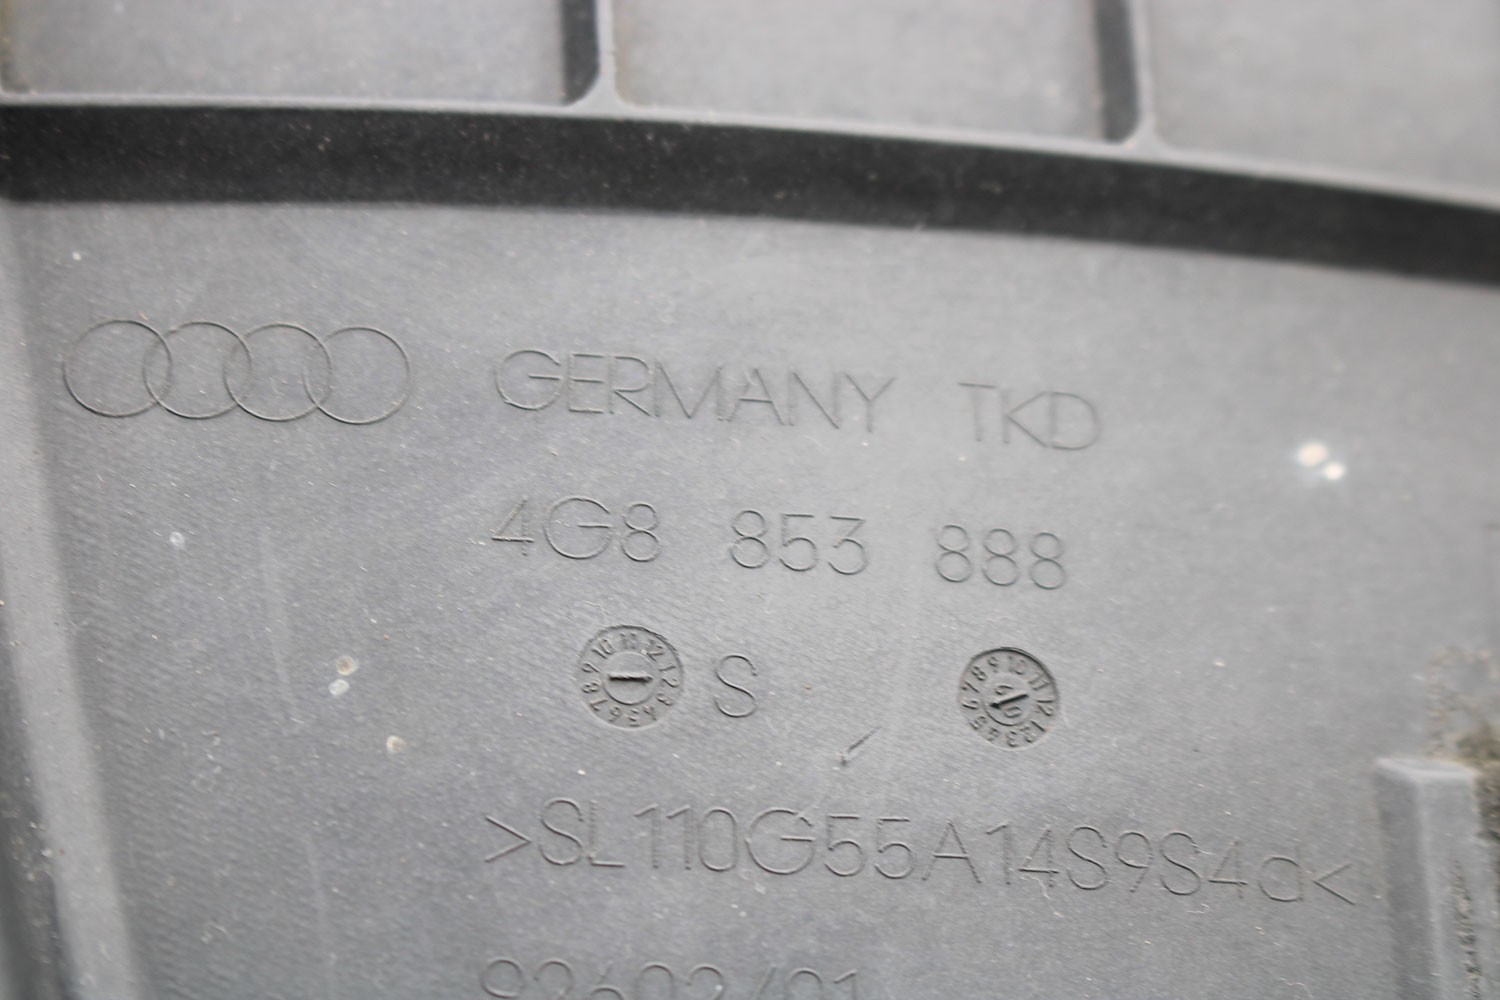 GERMANY TKD
4G8 853 888
S
>SL110G55A14S9S4d<